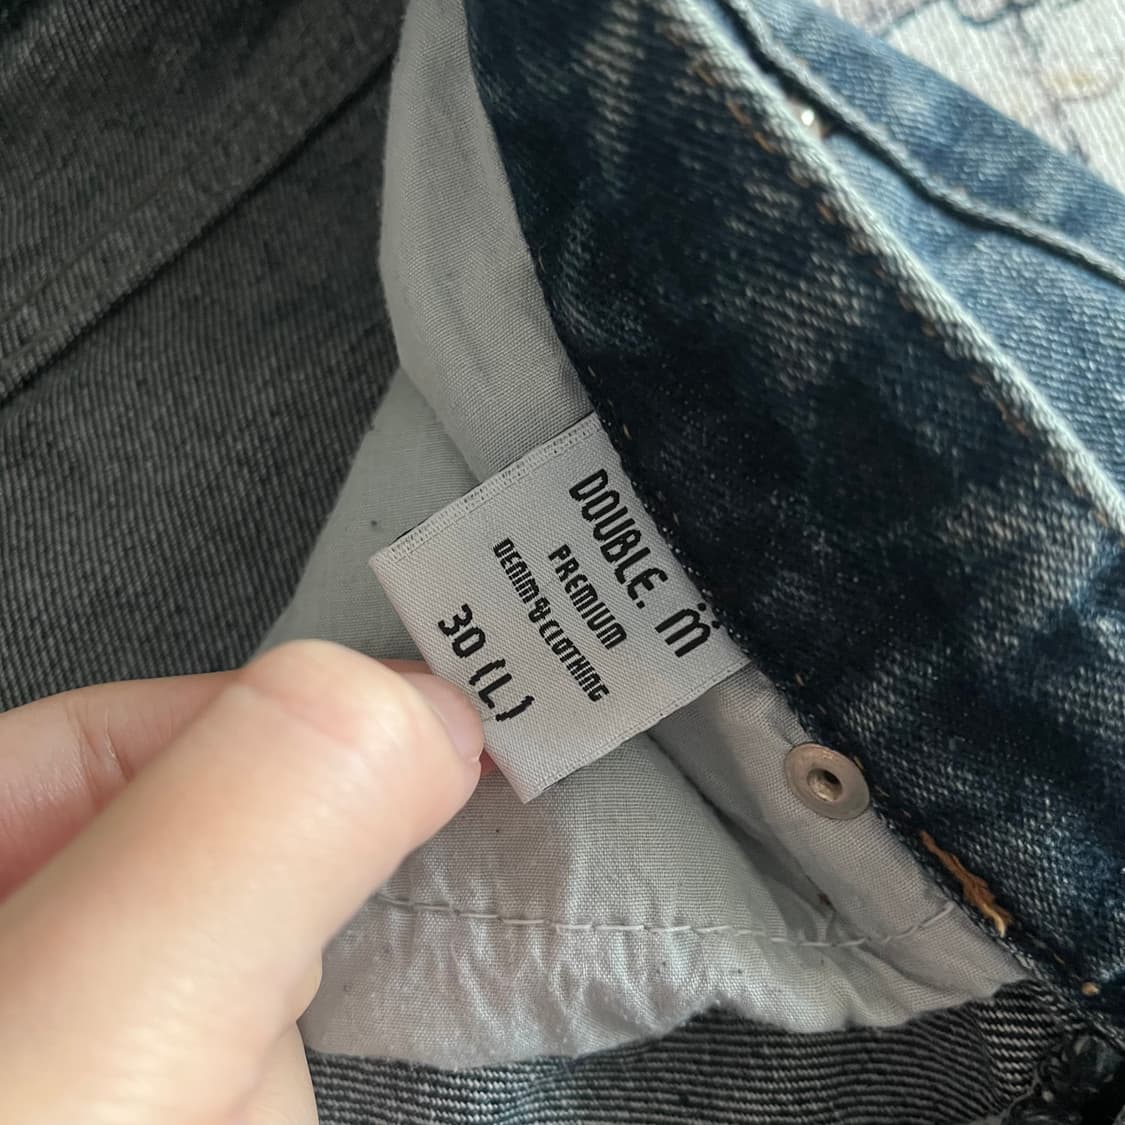 DOUBLE. M̈
PREMIUM
DENIM & CLOTHING
30 (L)